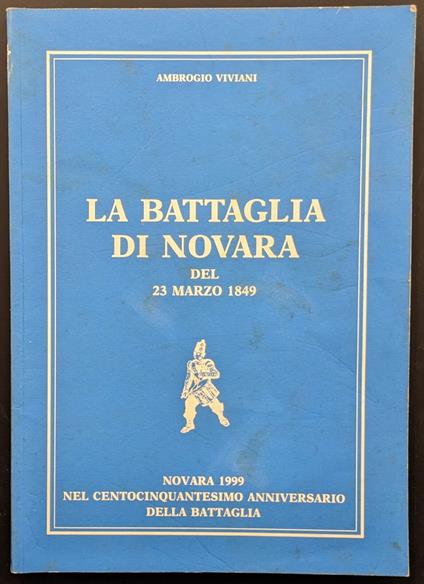 AMBROGIO VIVIANI
LA BATTAGLIA
DI NOVARA
DEL
23 MARZO 1849
NOVARA 1999
NEL CENTOCINQUANTESIMO ANNIVERSARIO
DELLA BATTAGLIA